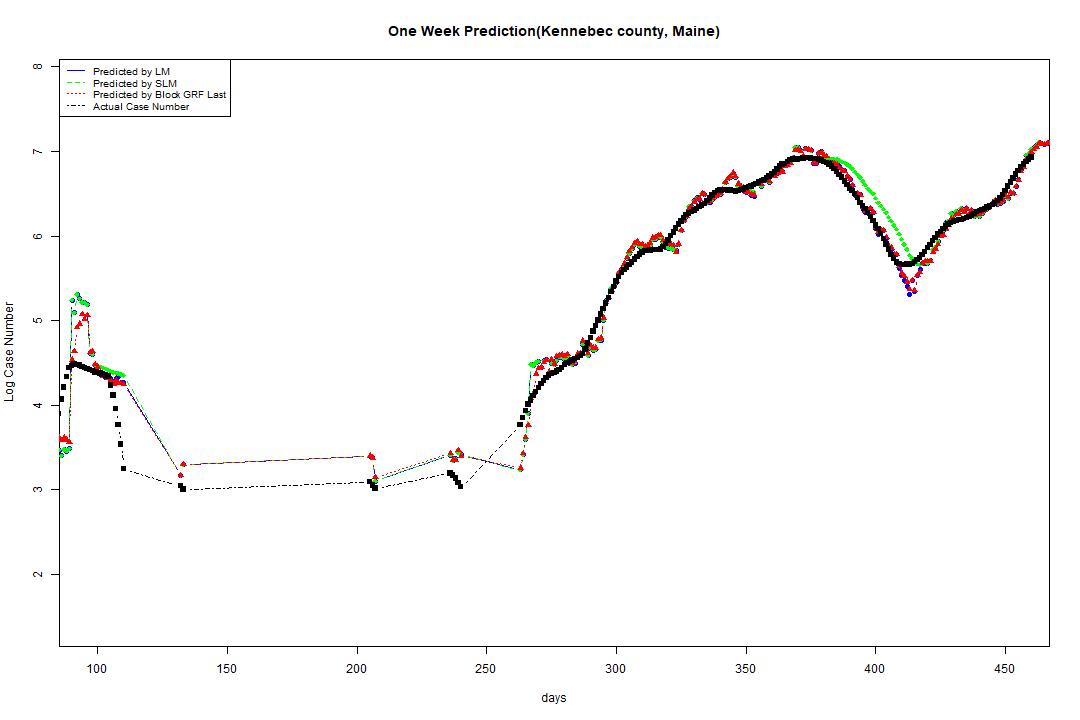 One Week Prediction(Kennebec county, Maine)
Predicted by LM
Predicted by SLM
Predicted by Block GRF Last
Actual Case Number
8
7
6
5
4
3
2
Log Case Number
100 150 200 250 300 350 400 450
days